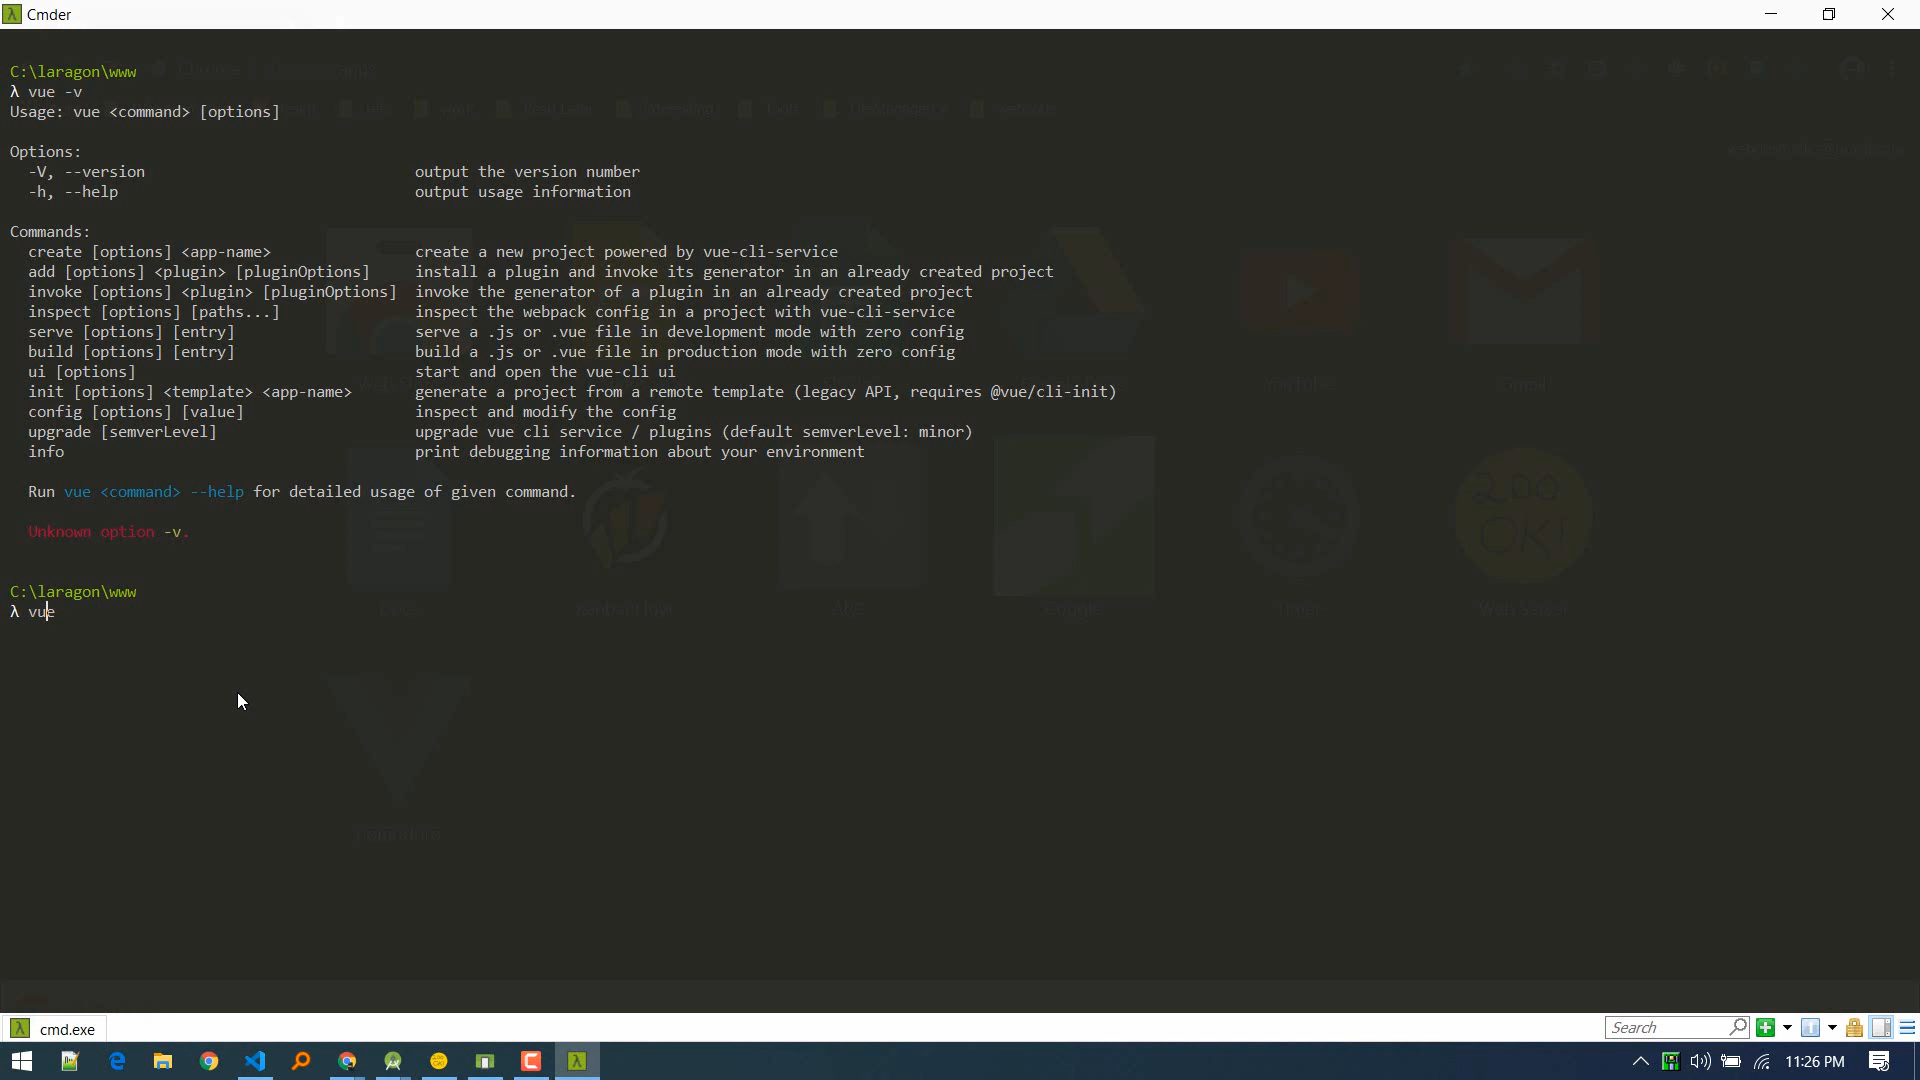 Cmder
C:\laragon\www
λ vue -v
Usage: vue <command> [options]
Options:
-V, --version output the version number
-h, --help output usage information
Commands:
create [options] <app-name> create a new project powered by vue-cli-service
add [options] <plugin> [pluginOptions] install a plugin and invoke its generator in an already created project
invoke [options] <plugin> [pluginOptions] invoke the generator of a plugin in an already created project
inspect [options] [paths...] inspect the webpack config in a project with vue-cli-service
serve [options] [entry] serve a .js or .vue file in development mode with zero config
build [options] [entry] build a .js or .vue file in production mode with zero config
ui [options] start and open the vue-cli ui
init [options] <template> <app-name> generate a project from a remote template (legacy API, requires @vue/cli-init)
config [options] [value] inspect and modify the config
upgrade [semverLevel] upgrade vue cli service / plugins (default semverLevel: minor)
info print debugging information about your environment
Run vue <command> --help for detailed usage of given command.
Unknown option -v.
C:\laragon\www
λ vue
YouTube
Gmail
Docs
Google
Timer
Web Server
200 OK!
cmd.exe
Search
11:26 PM